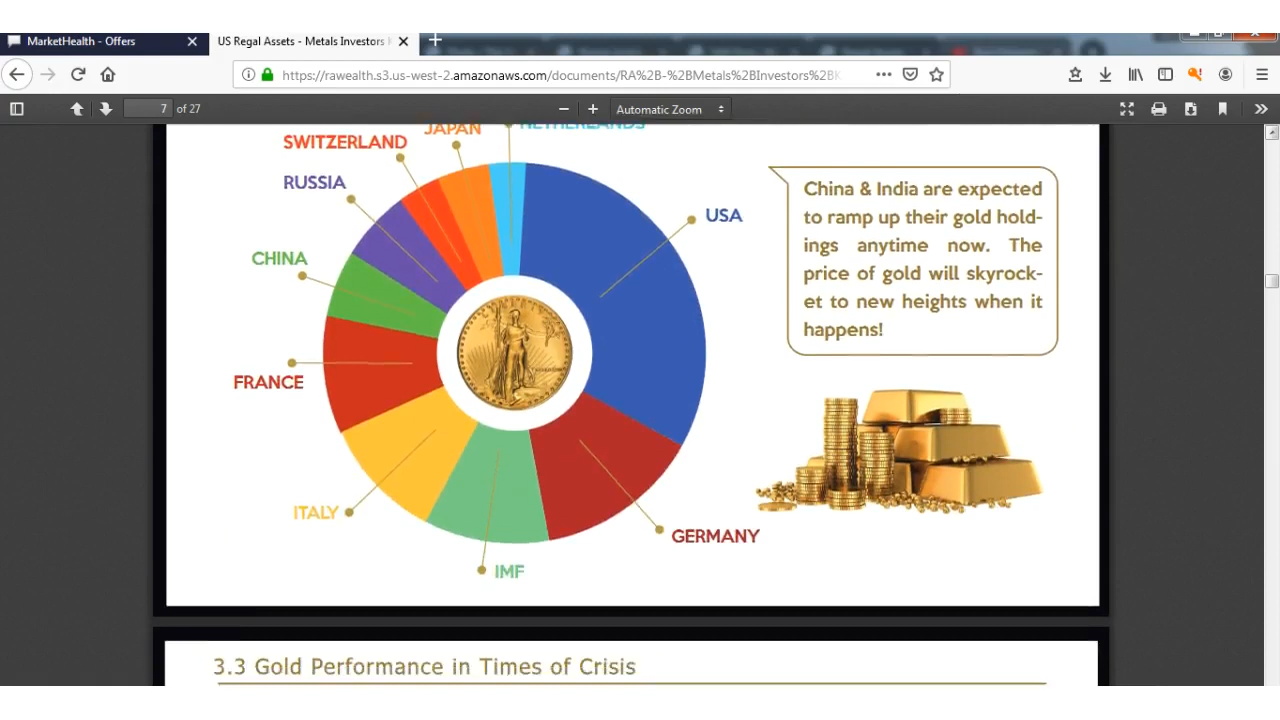 MarketHealth - Offers
US Regal Assets - Metals Investors
https://rawealth.s3.us-west-2.amazonaws.com/documents/RA%2B-%2BMetals%2BInvestors%2BK
7 of 27
Automatic Zoom
NETHERLANDS
JAPAN
SWITZERLAND
RUSSIA
USA
CHINA
FRANCE
ITALY
GERMANY
IMF
China & India are expected
to ramp up their gold hold-
ings anytime now. The
price of gold will skyrock-
et to new heights when it
happens!
3.3 Gold Performance in Times of Crisis